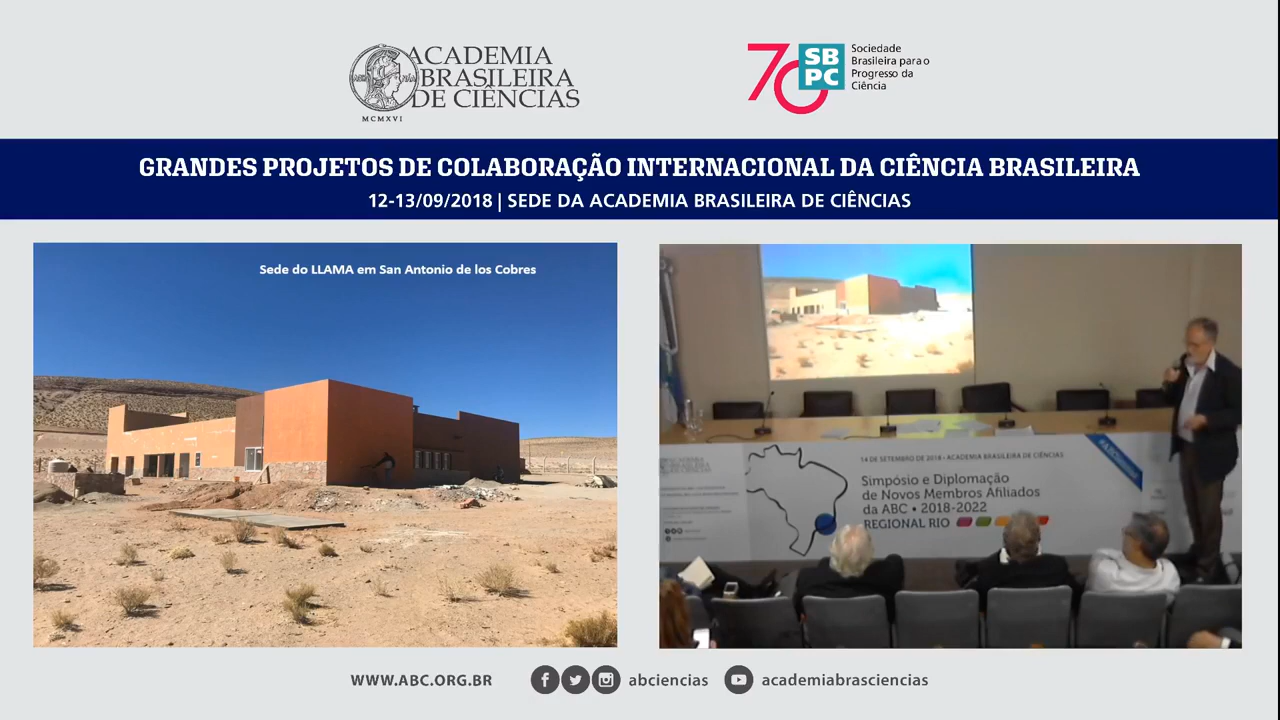 ACADEMIA
BRASILEIRA
DE CIÊNCIAS
MCMXVI
70
SB
PC
Sociedade
Brasileira para o
Progresso da
Ciência
GRANDES PROJETOS DE COLABORAÇÃO INTERNACIONAL DA CIÊNCIA BRASILEIRA
12-13/09/2018 | SEDE DA ACADEMIA BRASILEIRA DE CIÊNCIAS
Sede do LLAMA em San Antonio de los Cobres
14 DE SETEMBRO DE 2018 • ACADEMIA BRASILEIRA DE CIÊNCIAS
Simpósio e Diplomação
de Novos Membros Afiliados
da ABC • 2018-2022
REGIONAL RIO
WWW.ABC.ORG.BR
abciencias
academiabrasciencias